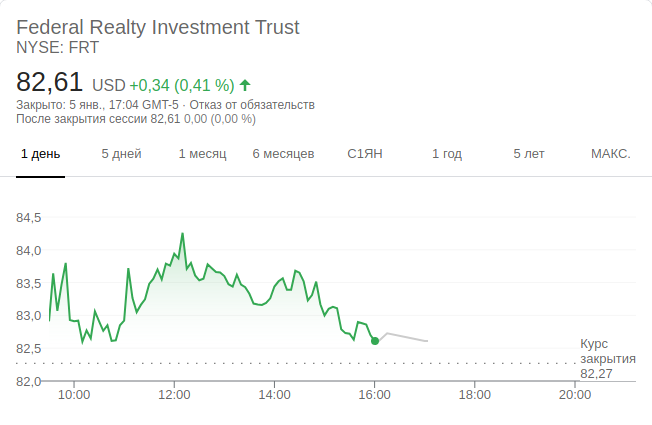 Federal Realty Investment Trust
NYSE: FRT
82,61 USD +0,34 (0,41 %)
Закрыто: 5 янв., 17:04 GMT-5 · Отказ от обязательств
После закрытия сессии 82,61 0,00 (0,00 %)
1 день 5 дней 1 месяц 6 месяцев С1ЯН 1 год 5 лет МАКС.
84,5
84,0
83,5
83,0
82,5
82,0
Курс
закрытия
82,27
10:00 12:00 14:00 16:00 18:00 20:00